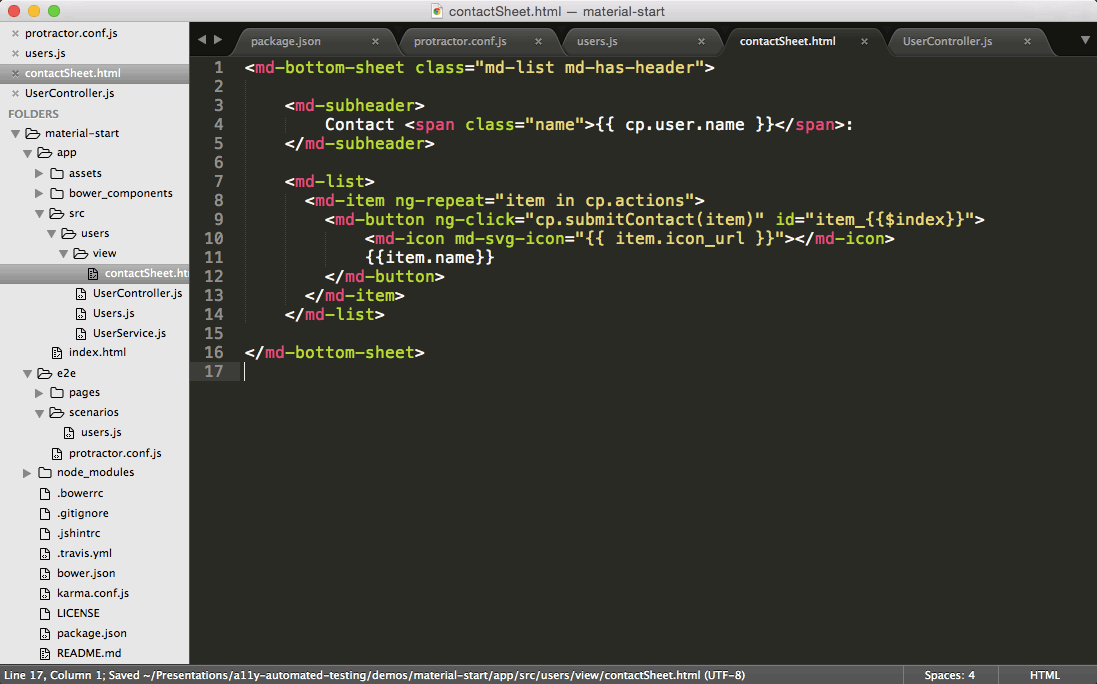 contactSheet.html — material-start
protractor.conf.js
users.js
contactSheet.html
UserController.js
FOLDERS
material-start
app
assets
bower_components
src
users
view
contactSheet.ht
UserController.js
Users.js
UserService.js
index.html
e2e
pages
scenarios
users.js
protractor.conf.js
node_modules
.bowerrc
.gitignore
.jshintrc
.travis.yml
bower.json
karma.conf.js
LICENSE
package.json
README.md
package.json protractor.conf.js users.js contactSheet.html UserController.js
1 <md-bottom-sheet class="md-list md-has-header">
2
3 <md-subheader>
4 Contact <span class="name">{{ cp.user.name }}</span>:
5 </md-subheader>
6
7 <md-list>
8 <md-item ng-repeat="item in cp.actions">
9 <md-button ng-click="cp.submitContact(item)" id="item_{{$index}}">
10 <md-icon md-svg-icon="{{ item.icon_url }}"></md-icon>
11 {{item.name}}
12 </md-button>
13 </md-item>
14 </md-list>
15
16 </md-bottom-sheet>
17
Line 17, Column 1; Saved ~/Presentations/a11y-automated-testing/demos/material-start/app/src/users/view/contactSheet.html (UTF-8) Spaces: 4 HTML